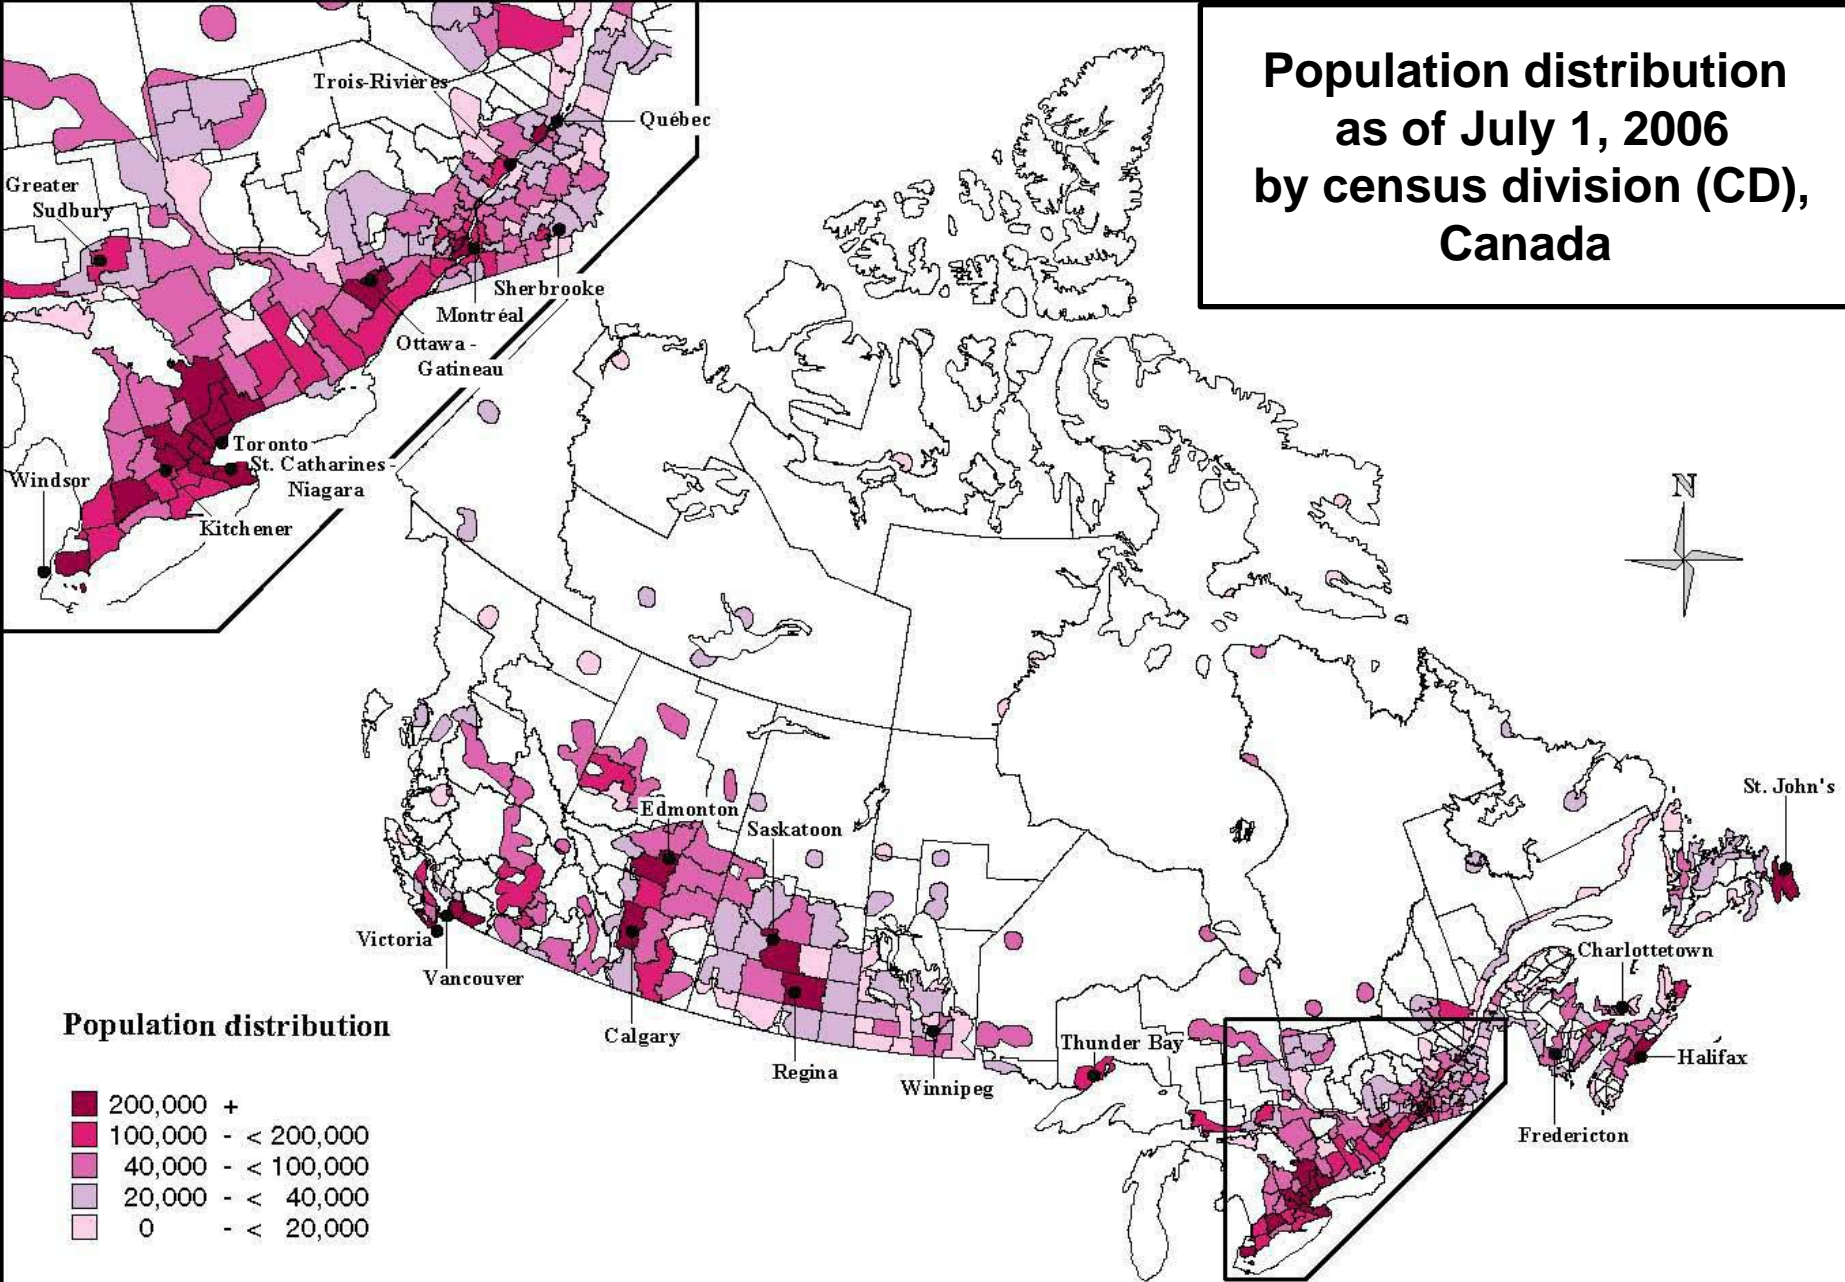 Population distribution
as of July 1, 2006
by census division (CD),
Canada
Trois-Rivières
Québec
Greater
Sudbury
Sherbrooke
Montréal
Ottawa -
Gatineau
Toronto
St. Catharines -
Niagara
Windsor
Kitchener
N
Edmonton
Saskatoon
St. John's
Victoria
Vancouver
Charlottetown
Calgary
Regina
Winnipeg
Thunder Bay
Halifax
Fredericton
Population distribution
200,000 +
100,000 - < 200,000
40,000 - < 100,000
20,000 - < 40,000
0 - < 20,000